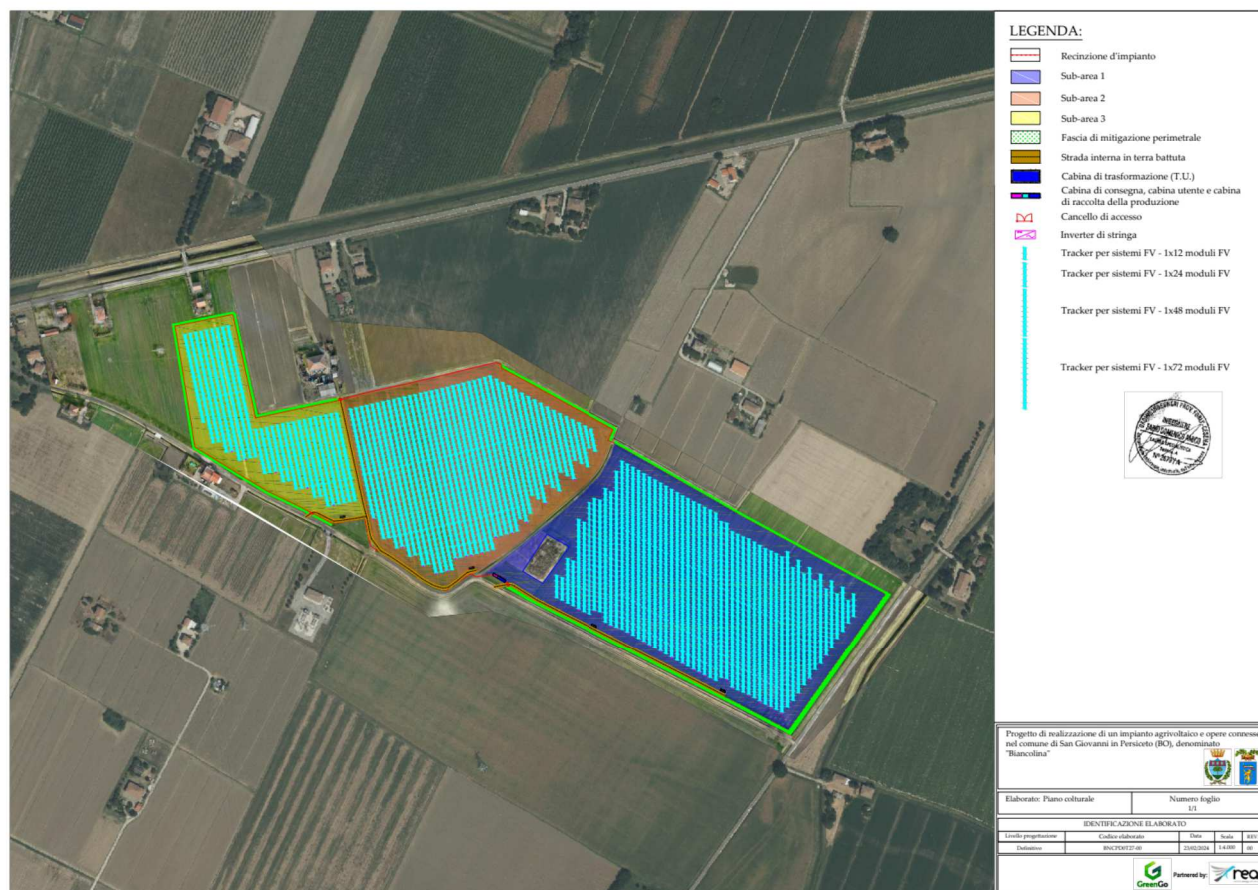 LEGENDA:
Recinzione d'impianto
Sub-area 1
Sub-area 2
Sub-area 3
Fascia di mitigazione perimetrale
Strada interna in terra battuta
Cabina di trasformazione (T.U.)
Cabina di consegna, cabina utente e cabina
di raccolta della produzione
Cancello di accesso
Inverter di stringa
Tracker per sistemi FV - 1x12 moduli FV
Tracker per sistemi FV - 1x24 moduli FV
Tracker per sistemi FV - 1x48 moduli FV
Tracker per sistemi FV - 1x72 moduli FV
Progetto di realizzazione di un impianto agrivoltaico e opere connesse
nel comune di San Giovanni in Persiceto (BO), denominato
"Biancolina"
Elaborato: Piano colturale
Numero foglio
1/1
IDENTIFICAZIONE ELABORATO
Livello progettazione Codice elaborato Data Scala REV
Definitivo 23/02/2024 1:4.000 00
GreenGo
Partnered by: